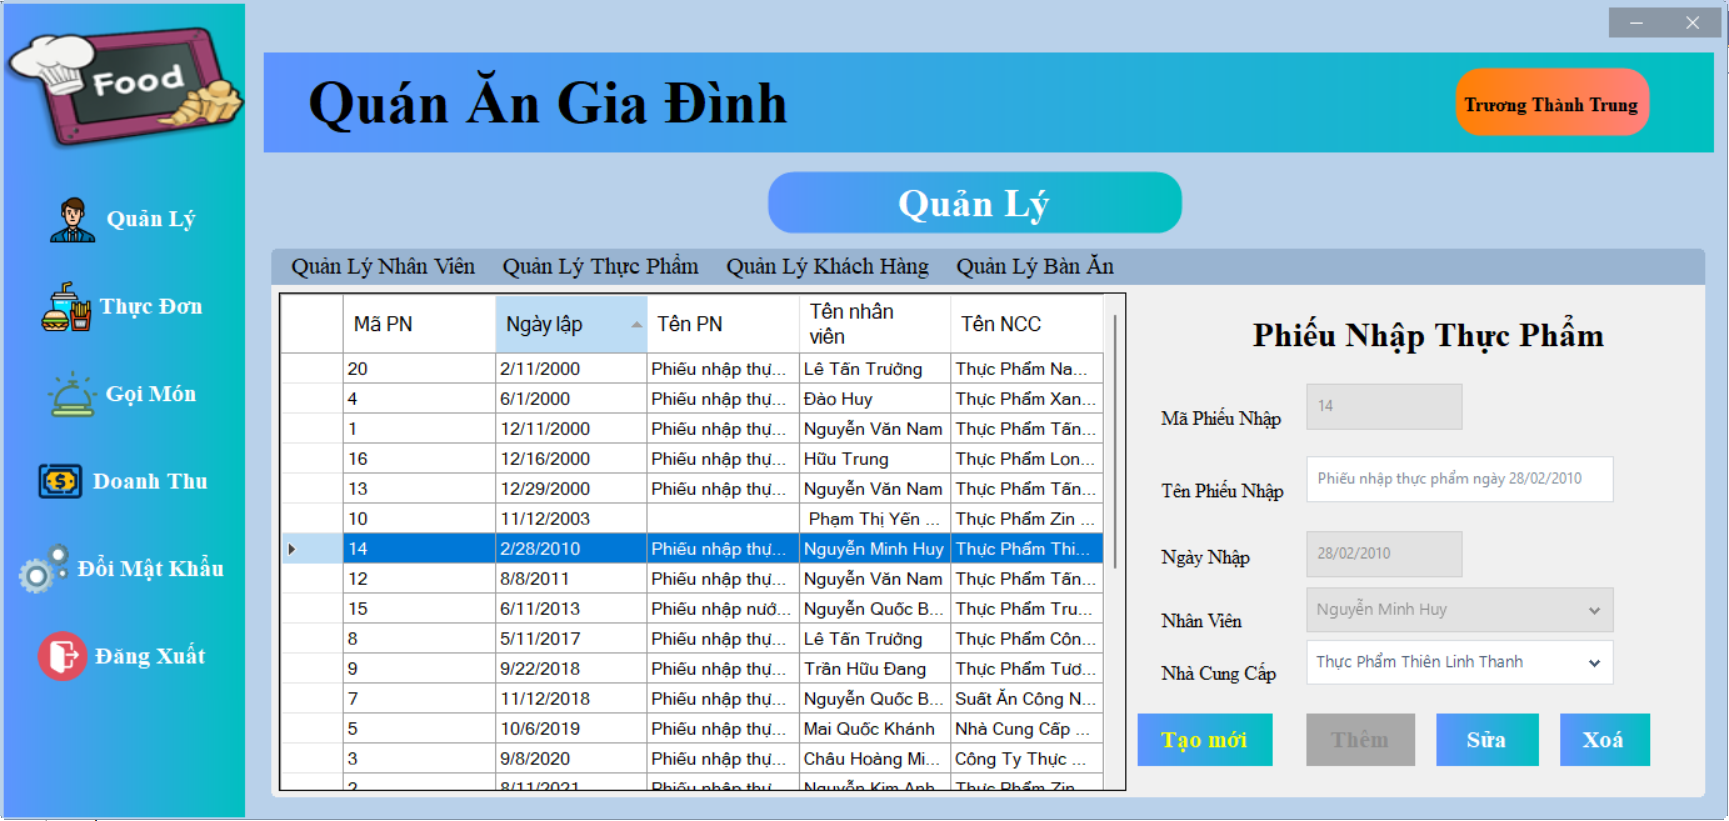 Food
Quán Ăn Gia Đình
Trương Thành Trung
Quản Lý
Quản Lý
Thực Đơn
Gọi Món
Doanh Thu
Đổi Mật Khẩu
Đăng Xuất
Quản Lý Nhân Viên Quản Lý Thực Phẩm Quản Lý Khách Hàng Quản Lý Bàn Ăn
Mã PN Ngày lập Tên PN Tên nhân viên Tên NCC
20 2/11/2000 Phiếu nhập thự... Lê Tấn Trưởng Thực Phẩm Na...
4 6/1/2000 Phiếu nhập thự... Đào Huy Thực Phẩm Xan...
1 12/11/2000 Phiếu nhập thự... Nguyễn Văn Nam Thực Phẩm Tấn...
16 12/16/2000 Phiếu nhập thự... Hữu Trung Thực Phẩm Lon...
13 12/29/2000 Phiếu nhập thự... Nguyễn Văn Nam Thực Phẩm Tấn...
10 11/12/2003 Phạm Thị Yến ... Thực Phẩm Zin ...
14 2/28/2010 Phiếu nhập thự... Nguyễn Minh Huy Thực Phẩm Thi...
12 8/8/2011 Phiếu nhập thự... Nguyễn Văn Nam Thực Phẩm Tấn...
15 6/11/2013 Phiếu nhập nướ... Nguyễn Quốc B... Thực Phẩm Tru...
8 5/11/2017 Phiếu nhập thự... Lê Tấn Trưởng Thực Phẩm Côn...
9 9/22/2018 Phiếu nhập thự... Trần Hữu Đang Thực Phẩm Tươ...
7 11/12/2018 Phiếu nhập thự... Nguyễn Quốc B... Suất Ăn Công N...
5 10/6/2019 Phiếu nhập thự... Mai Quốc Khánh Nhà Cung Cấp ...
3 9/8/2020 Phiếu nhập thự... Châu Hoàng Mi... Công Ty Thực ...
2 8/11/2021 Phiếu nhập thự... Nguyễn Kim Anh Thực Phẩm Zin ...
Phiếu Nhập Thực Phẩm
Mã Phiếu Nhập 14
Tên Phiếu Nhập Phiếu nhập thực phẩm ngày 28/02/2010
Ngày Nhập 28/02/2010
Nhân Viên Nguyễn Minh Huy
Nhà Cung Cấp Thực Phẩm Thiên Linh Thanh
Tạo mới Thêm Sửa Xoá